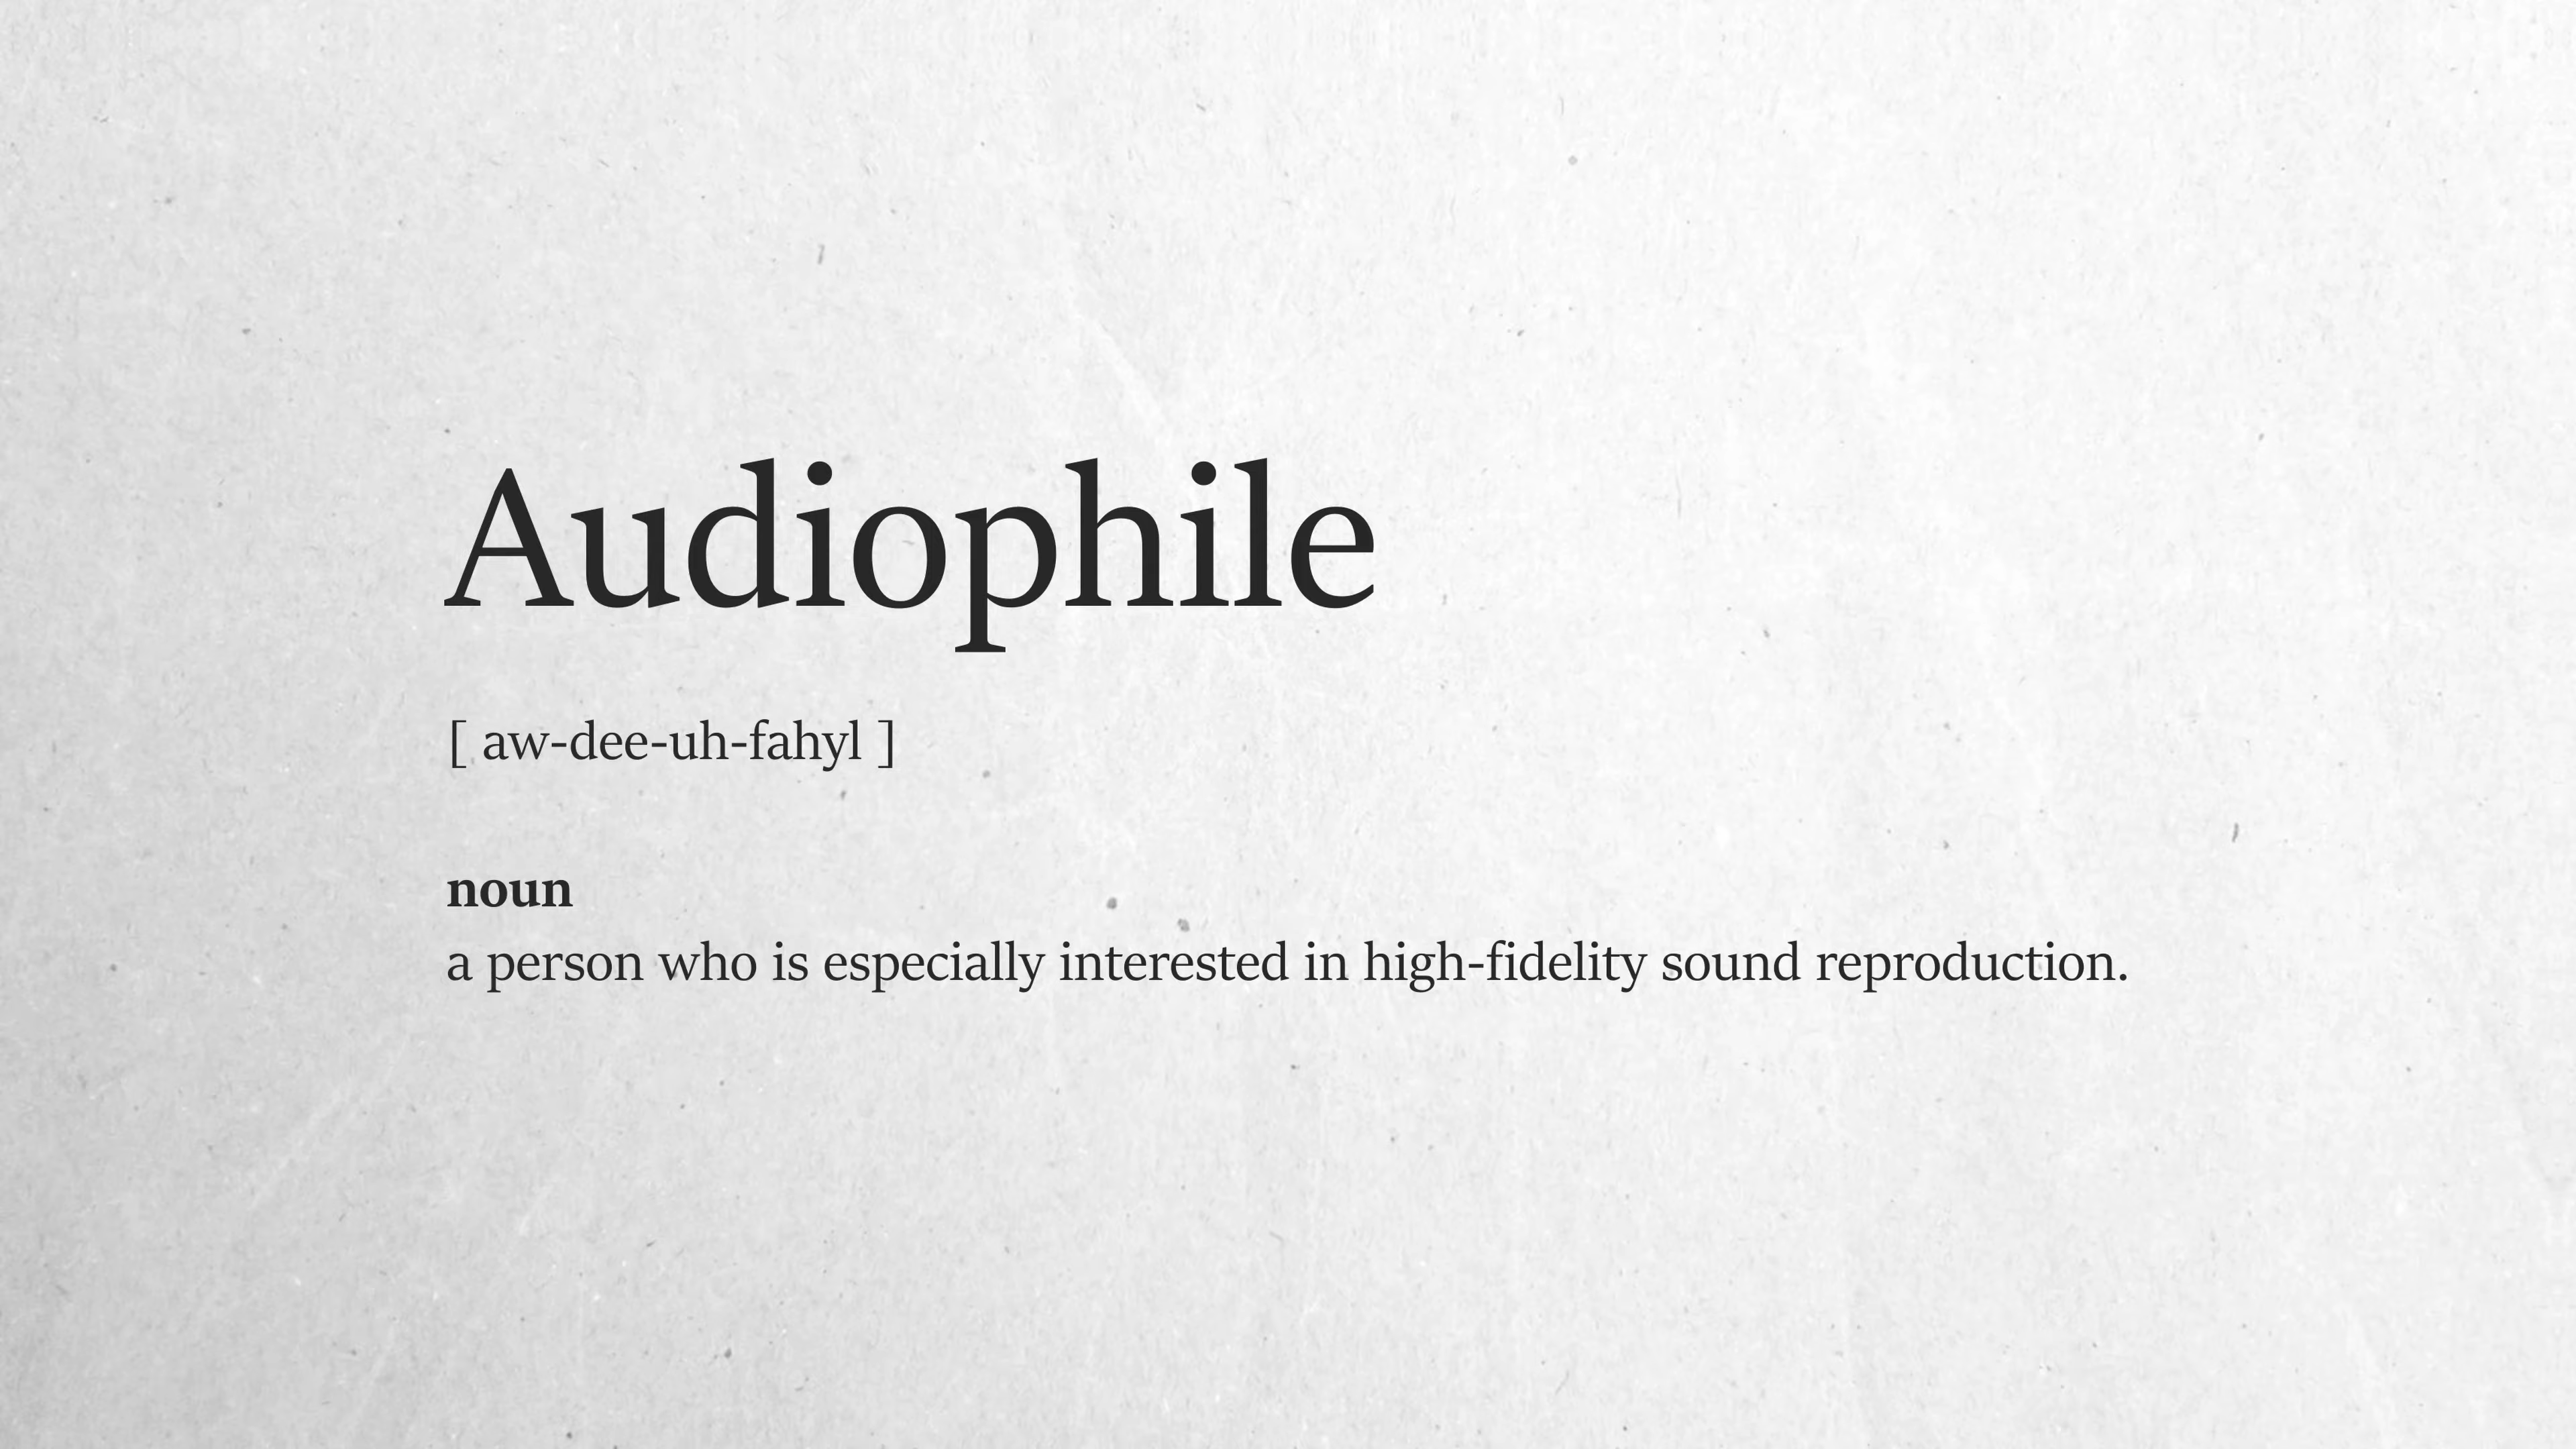 Audiophile
[ aw-dee-uh-fahyl ]
noun
a person who is especially interested in high-fidelity sound reproduction.